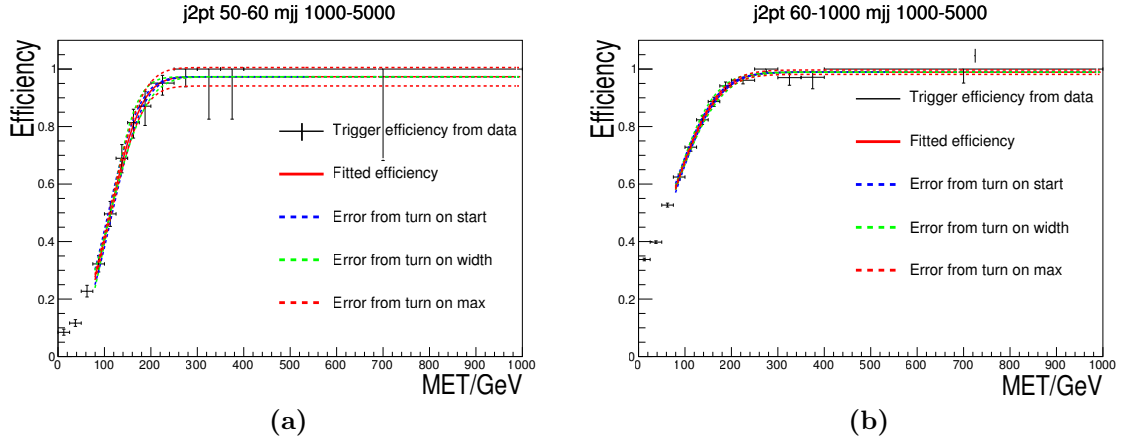 j2pt 50-60 mjj 1000-5000
Efficiency
1
0.8
0.6
0.4
0.2
0
Trigger efficiency from data
Fitted efficiency
Error from turn on start
Error from turn on width
Error from turn on max
0 100 200 300 400 500 600 700 800 900 1000
MET/GeV
(a)
j2pt 60-1000 mjj 1000-5000
Efficiency
1
0.8
0.6
0.4
0.2
0
Trigger efficiency from data
Fitted efficiency
Error from turn on start
Error from turn on width
Error from turn on max
0 100 200 300 400 500 600 700 800 900 1000
MET/GeV
(b)